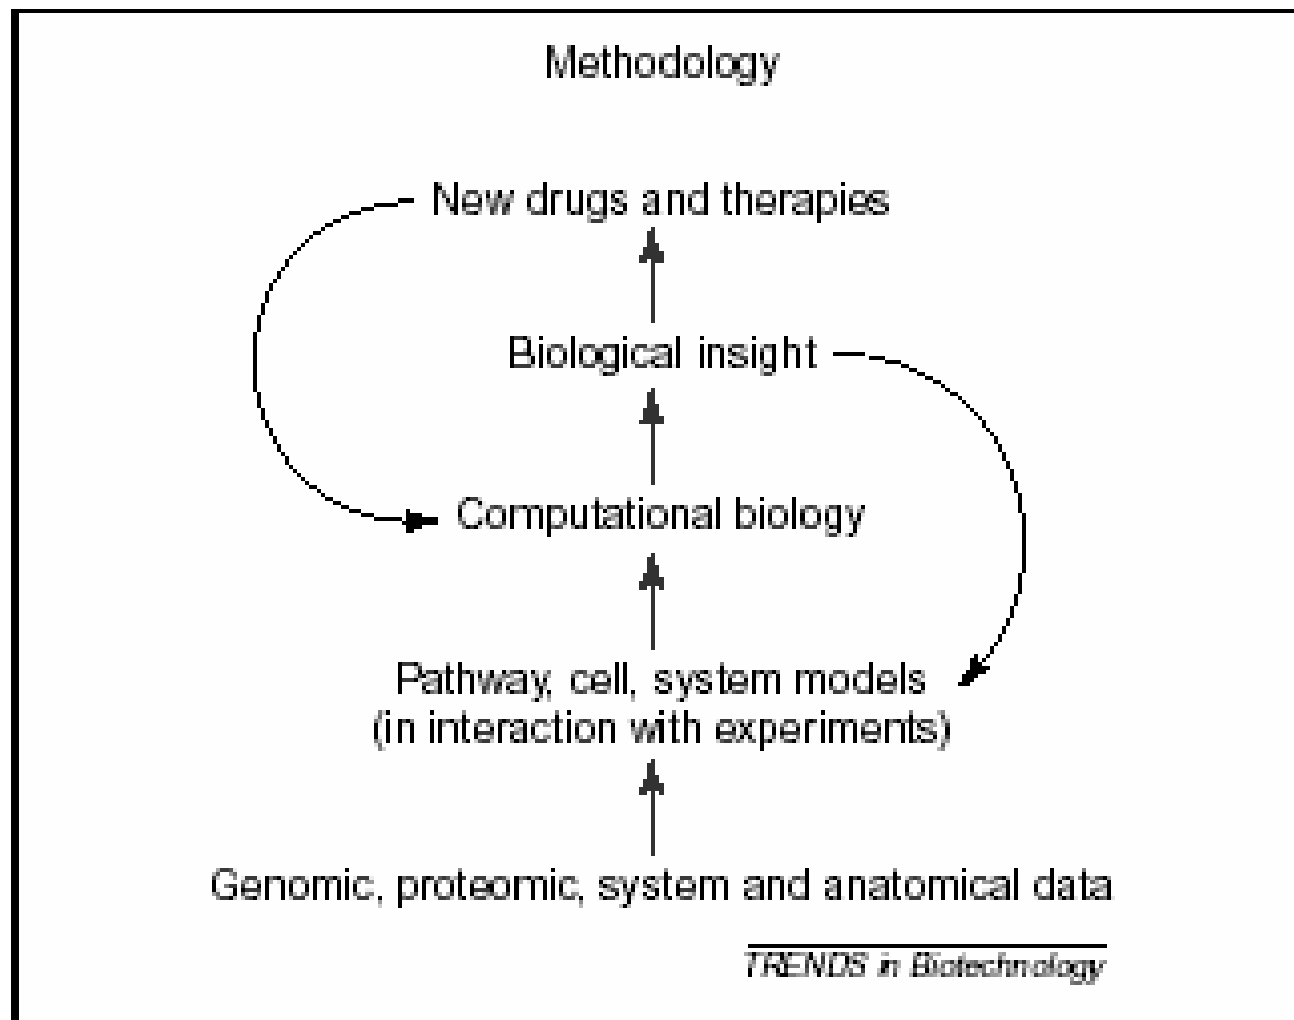 Methodology
New drugs and therapies
Biological insight
Computational biology
Pathway, cell, system models
(in interaction with experiments)
Genomic, proteomic, system and anatomical data
TRENDS in Biotechnology